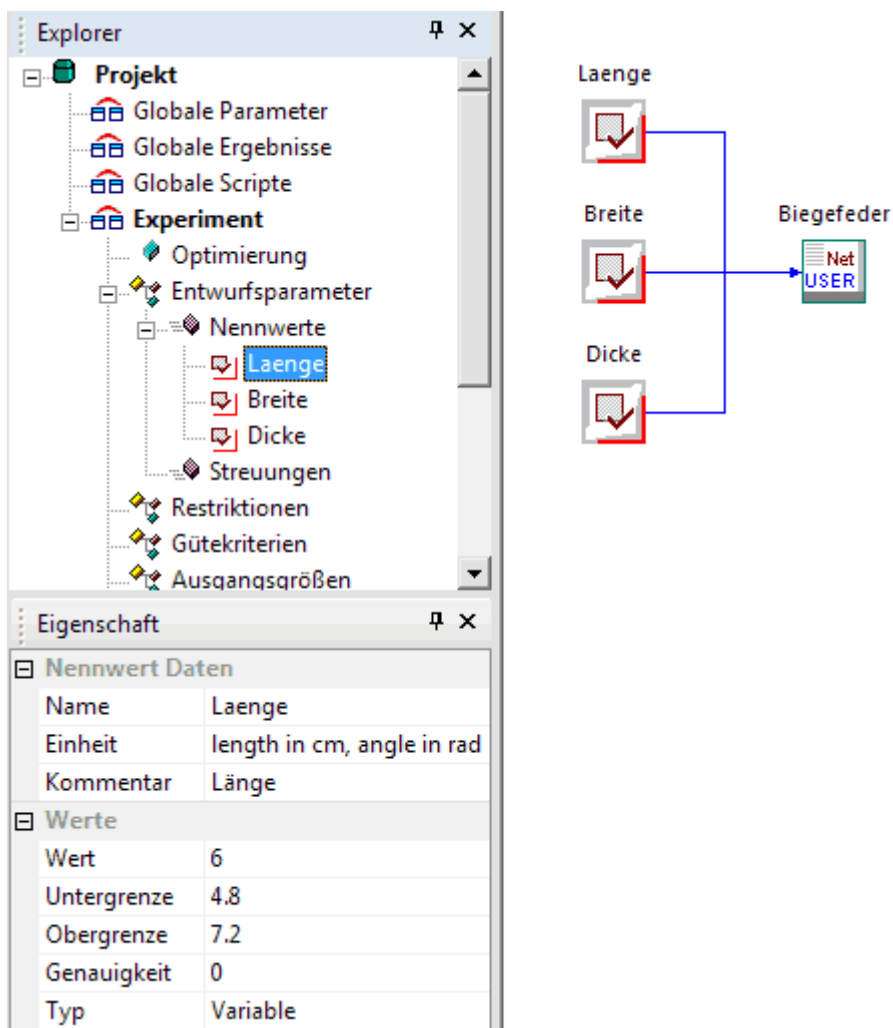 Explorer
Projekt
Globale Parameter
Globale Ergebnisse
Globale Scripte
Experiment
Optimierung
Entwurfsparameter
Nennwerte
Laenge
Breite
Dicke
Streuungen
Restriktionen
Gütekriterien
Ausgangsgrößen
Eigenschaft
Nennwert Daten
Name Laenge
Einheit length in cm, angle in rad
Kommentar Länge
Werte
Wert 6
Untergrenze 4.8
Obergrenze 7.2
Genauigkeit 0
Typ Variable
Laenge
Breite
Biegefeder
Net
USER
Dicke